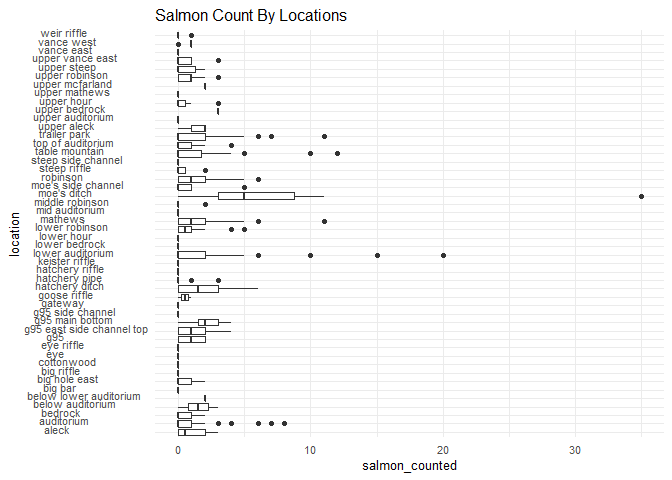 Salmon Count By Locations
weir riffle
vance west
vance east
upper vance east
upper steep
upper robinson
upper mcfarland
upper mathews
upper hour
upper bedrock
upper auditorium
upper aleck
trailer park
top of auditorium
table mountain
steep side channel
steep riffle
robinson
moe's side channel
moe's ditch
middle robinson
mid auditorium
mathews
lower robinson
lower hour
lower bedrock
lower auditorium
keister riffle
hatchery riffle
hatchery pipe
hatchery ditch
goose riffle
gateway
g95 side channel
g95 main bottom
g95 east side channel top
g95
eye riffle
eye
cottonwood
big riffle
big hole east
big bar
below lower auditorium
below auditorium
bedrock
auditorium
aleck
location
0 10 20 30
salmon_counted